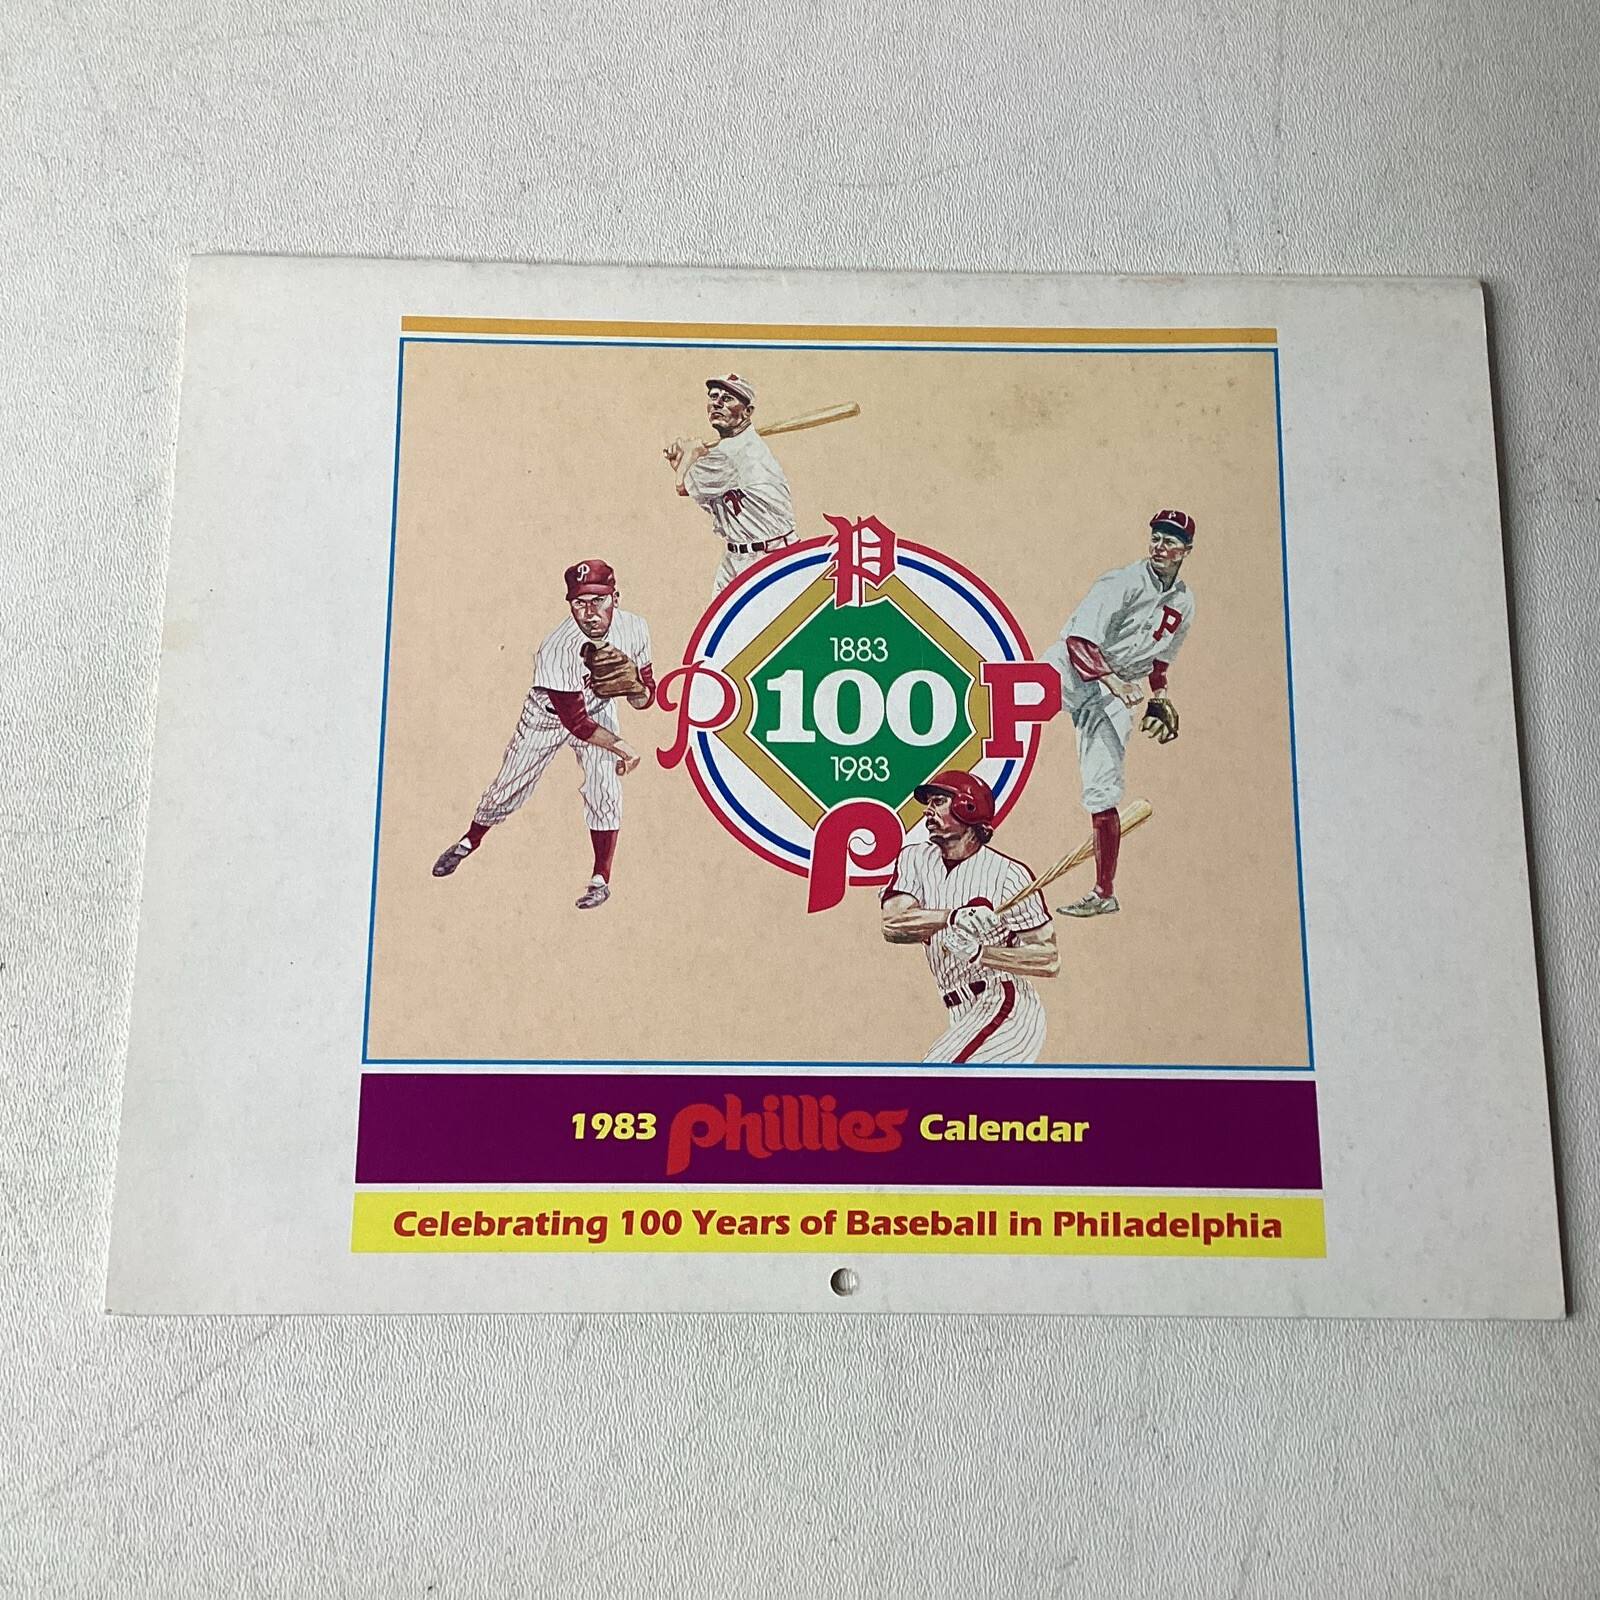 P
1883
P 100 P
1983
P
1983 Phillies Calendar
Celebrating 100 Years of Baseball in Philadelphia
P
P
P
P